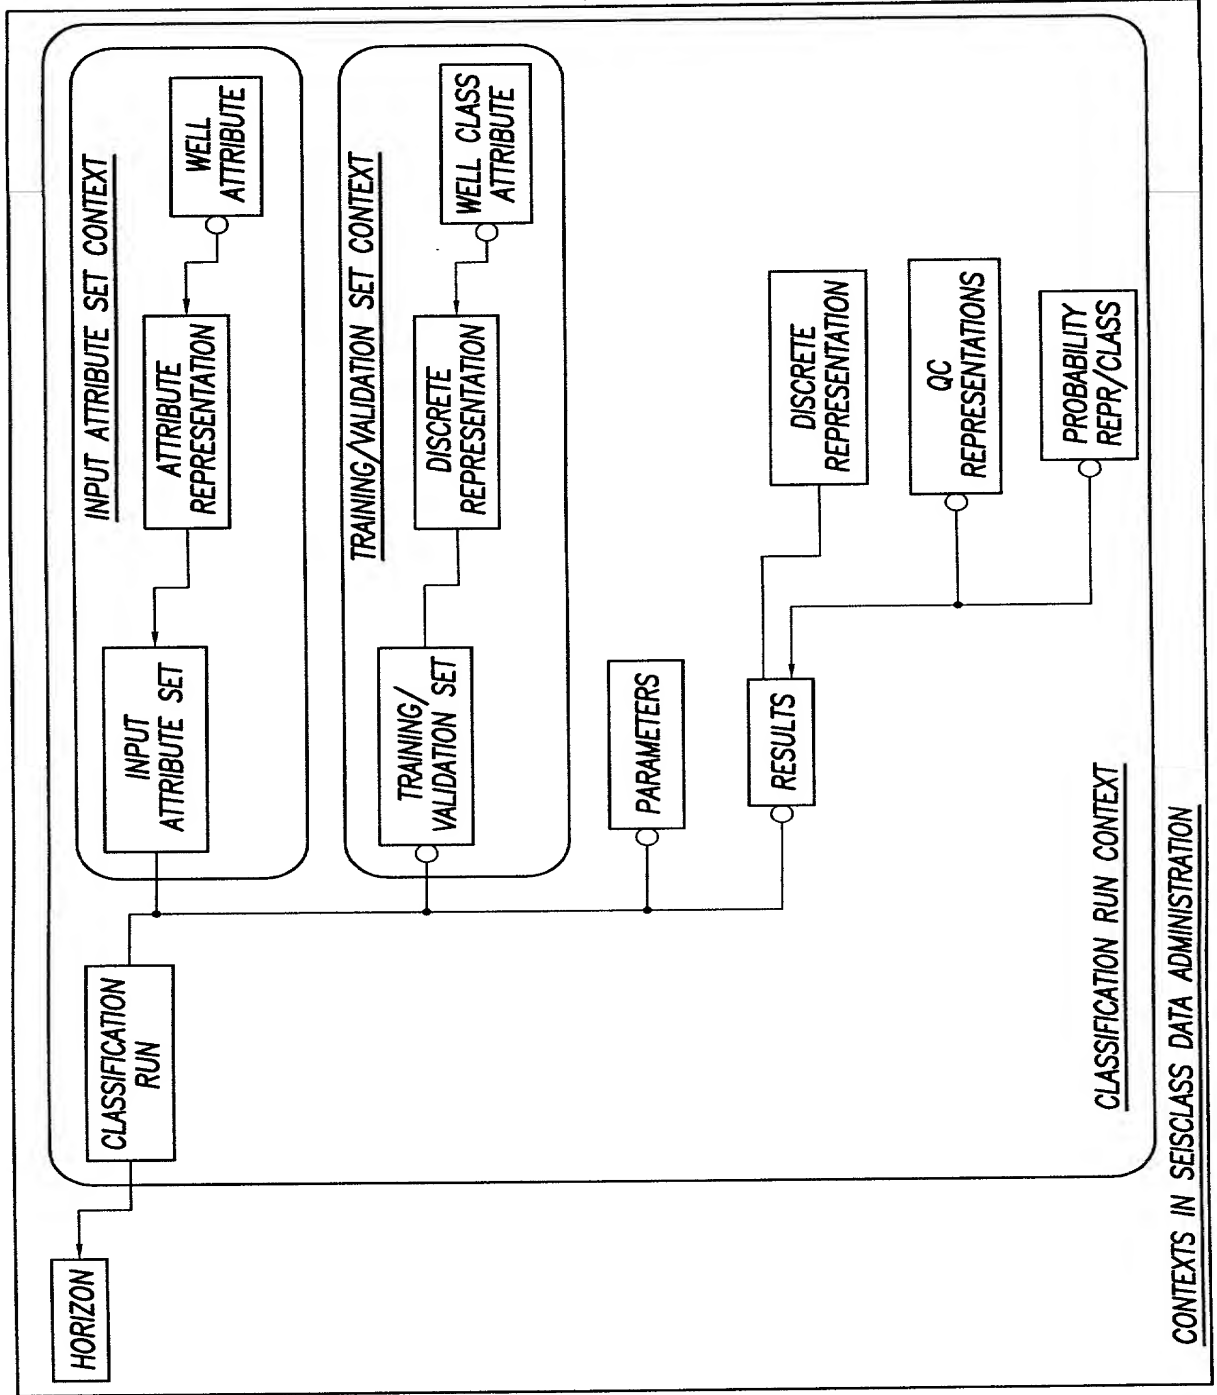 HORIZON
CLASSIFICATION
RUN
INPUT ATTRIBUTE SET CONTEXT
INPUT
ATTRIBUTE SET
ATTRIBUTE
REPRESENTATION
WELL
ATTRIBUTE
TRAINING/VALIDATION SET CONTEXT
TRAINING/
VALIDATION SET
DISCRETE
REPRESENTATION
WELL CLASS
ATTRIBUTE
PARAMETERS
RESULTS
DISCRETE
REPRESENTATION
QC
REPRESENTATIONS
PROBABILITY
REPR/CLASS
CLASSIFICATION RUN CONTEXT
CONTEXTS IN SEISCLASS DATA ADMINISTRATION